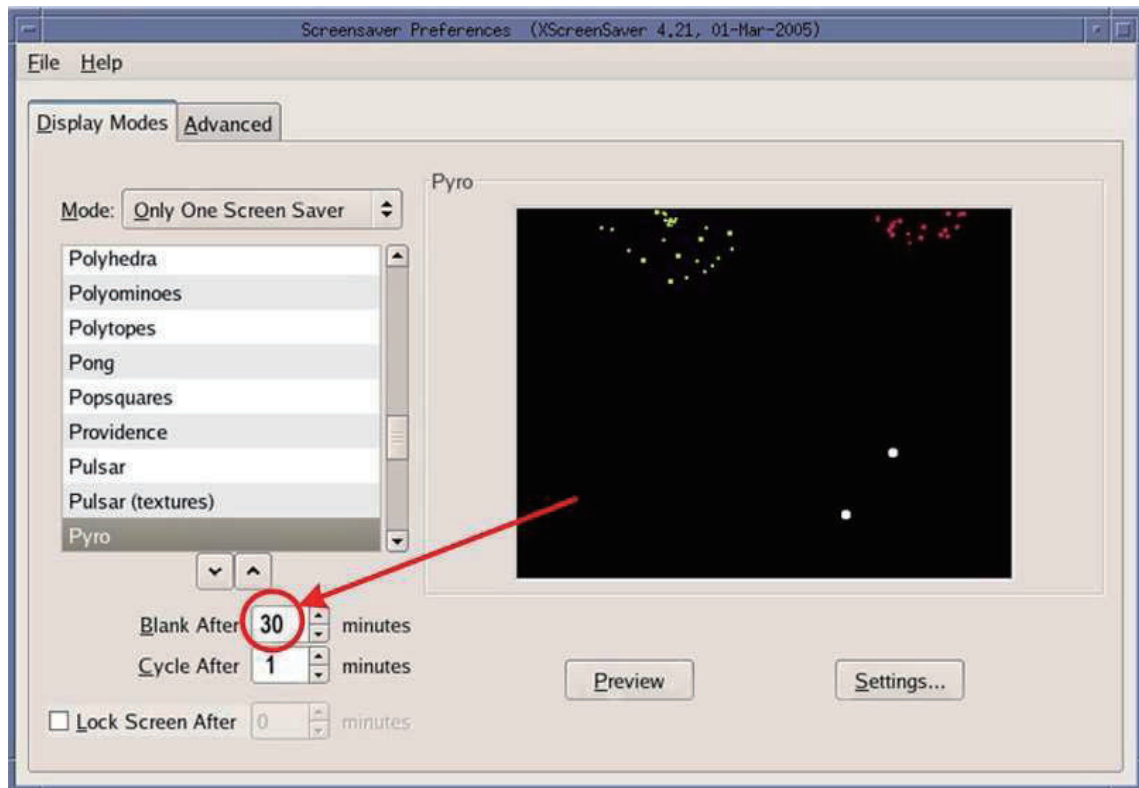 Screensaver Preferences (XScreenSaver 4.21, 01-Mar-2005)
File Help
Display Modes Advanced
Mode: Only One Screen Saver
Polyhedra
Polyominoes
Polytopes
Pong
Popsquares
Providence
Pulsar
Pulsar (textures)
Pyro
Blank After 30 minutes
Cycle After 1 minutes
Lock Screen After 0 minutes
Pyro
Preview Settings...